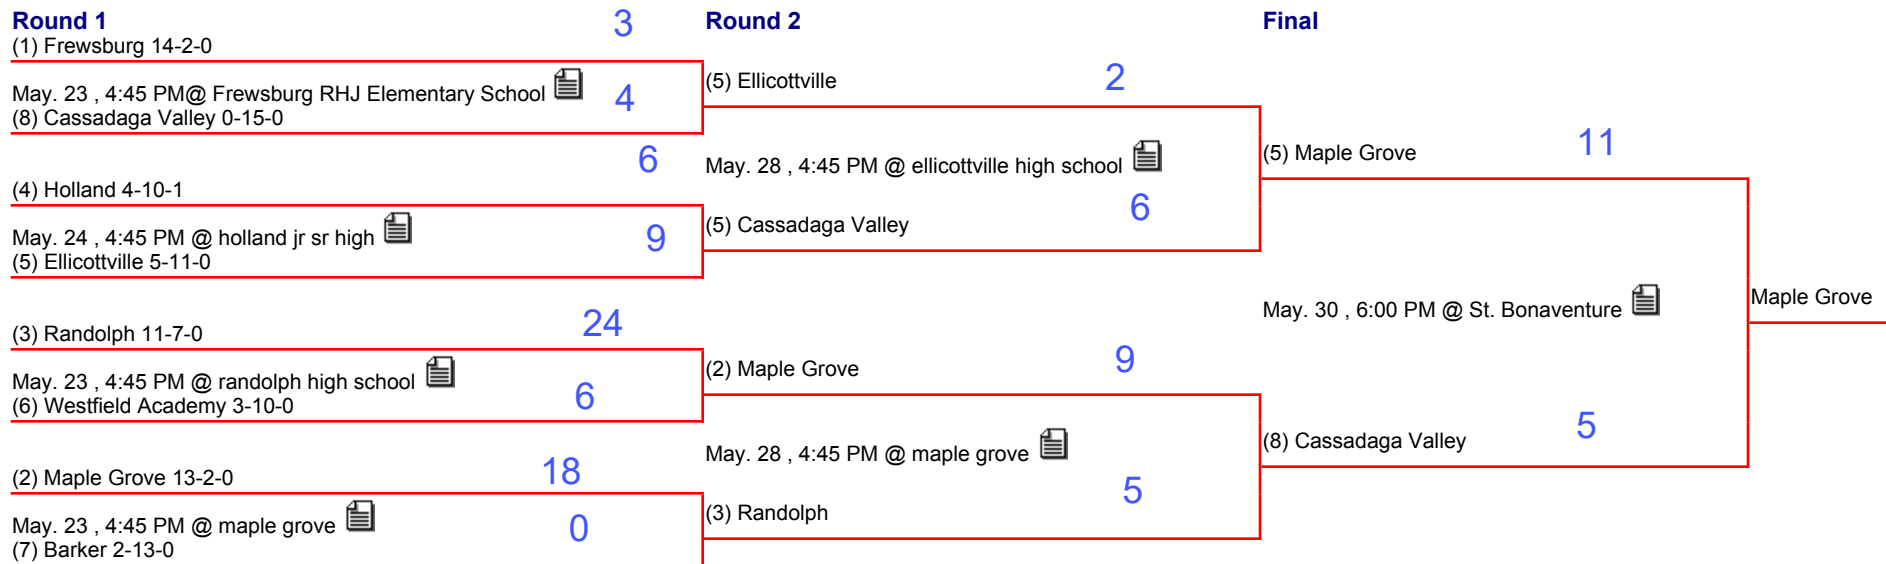 Round 1
3
(1) Frewsburg 14-2-0
May. 23 , 4:45 PM@ Frewsburg RHJ Elementary School
4
(8) Cassadaga Valley 0-15-0
6
(4) Holland 4-10-1
May. 24 , 4:45 PM @ holland jr sr high
9
(5) Ellicottville 5-11-0
24
(3) Randolph 11-7-0
May. 23 , 4:45 PM @ randolph high school
6
(6) Westfield Academy 3-10-0
18
(2) Maple Grove 13-2-0
May. 23 , 4:45 PM @ maple grove
0
(7) Barker 2-13-0
Round 2
2
(5) Ellicottville
May. 28 , 4:45 PM @ ellicottville high school
6
(5) Cassadaga Valley
9
(2) Maple Grove
May. 28 , 4:45 PM @ maple grove
5
(3) Randolph
Final
11
(5) Maple Grove
May. 30 , 6:00 PM @ St. Bonaventure
5
(8) Cassadaga Valley
Maple Grove